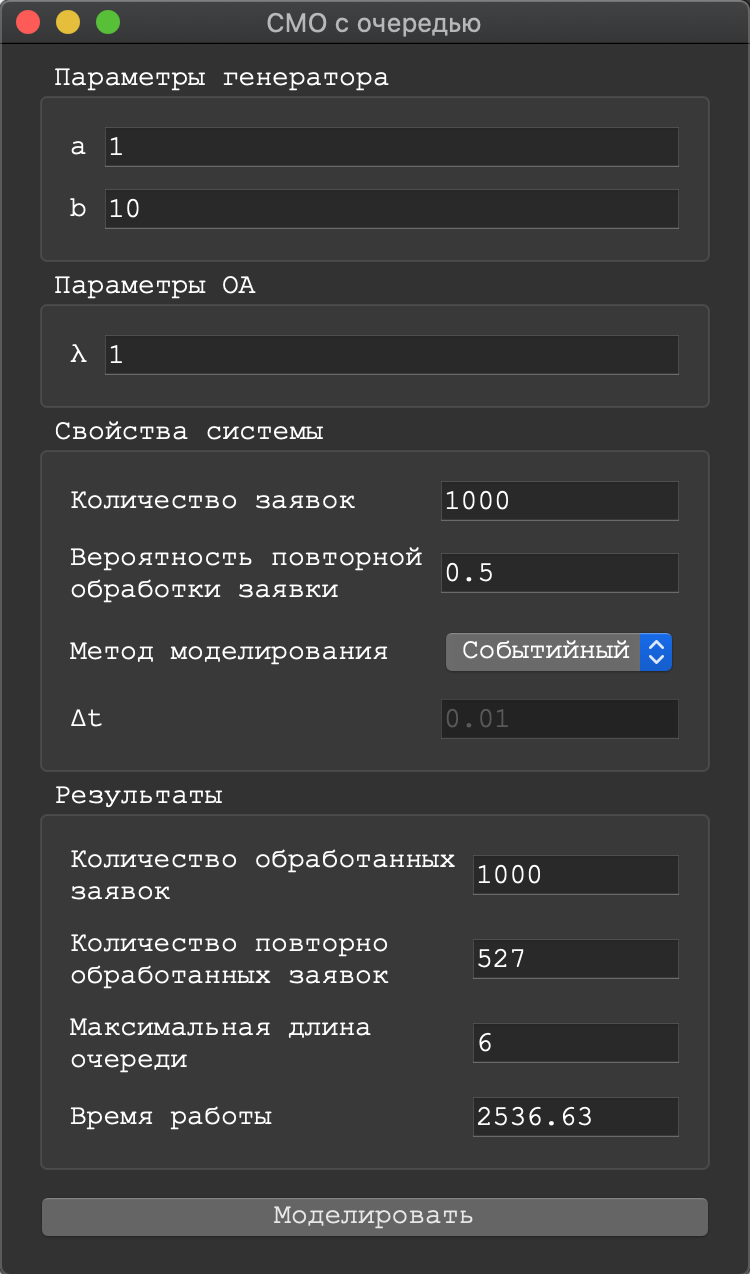 СМО с очередью
Параметры генератора
a 1
b 10
Параметры ОА
λ 1
Свойства системы
Количество заявок 1000
Вероятность повторной
обработки заявки 0.5
Метод моделирования Событийный
Δt 0.01
Результаты
Количество обработанных
заявок 1000
Количество повторно
обработанных заявок 527
Максимальная длина
очереди 6
Время работы 2536.63
Моделировать